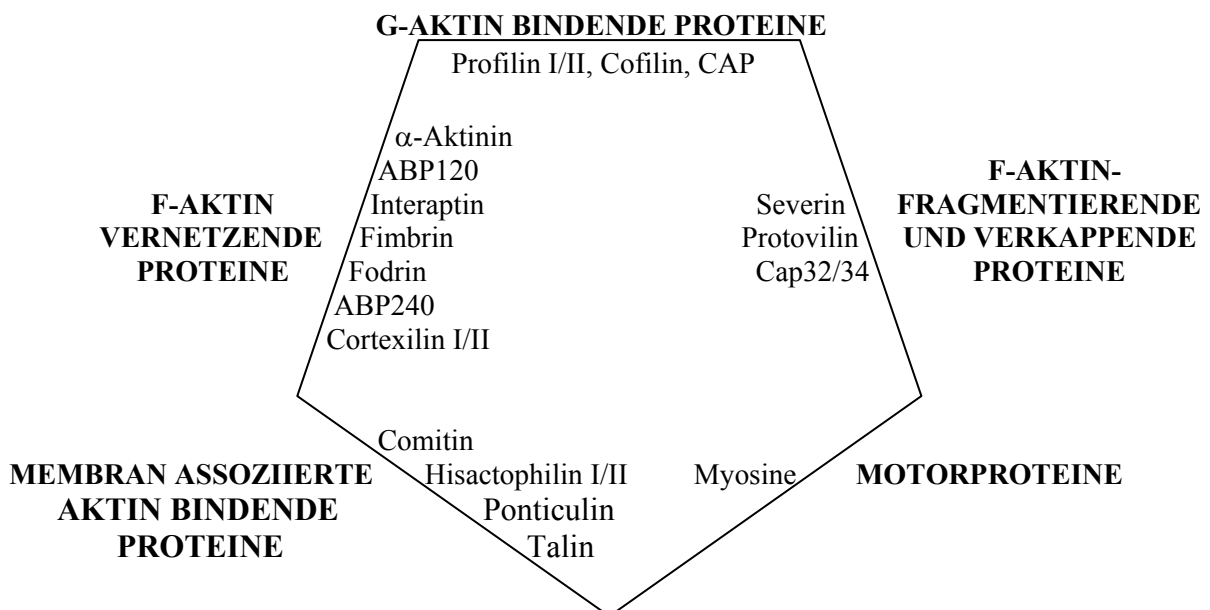 G-AKTIN BINDENDE PROTEINE
Profilin I/II, Cofilin, CAP
α-Aktinin
ABP120
Interaptin
Fimbrin
Fodrin
ABP240
Cortexilin I/II
F-AKTIN
VERNETZENDE
PROTEINE
Severin
Protovilin
Cap32/34
F-AKTIN-
FRAGMENTIERENDE
UND VERKAPPENDE
PROTEINE
Comitin
Hisactophilin I/II
Ponticulin
Talin
MEMBRAN ASSOZIIERTE
AKTIN BINDENDE
PROTEINE
Myosine
MOTORPROTEINE